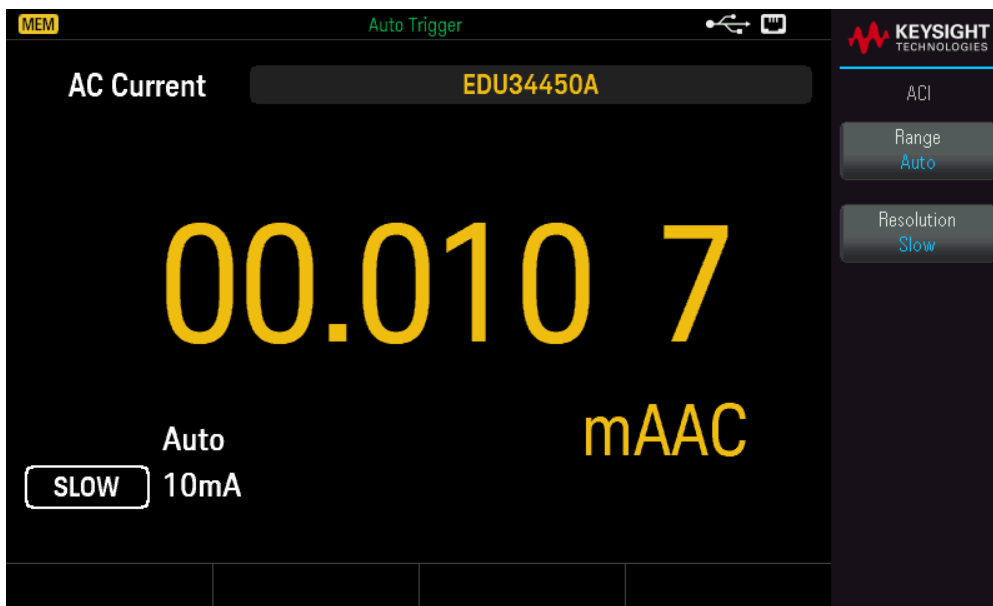 MEM
Auto Trigger
KEYSIGHT
TECHNOLOGIES
AC Current
EDU34450A
ACI
Range
Auto
Resolution
Slow
00.010 7
mAAC
Auto
SLOW
10mA